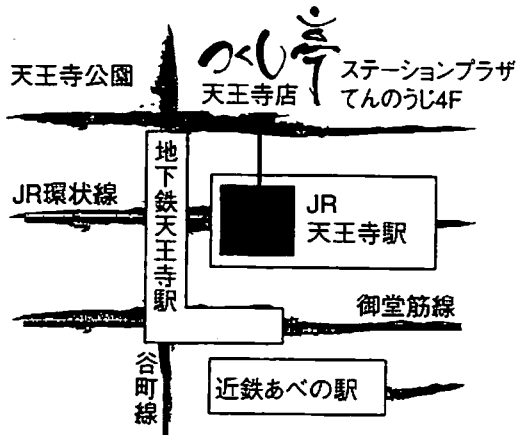 つくし亭
天王寺公園
天王寺店
ステーションプラザ
てんのうじ4F
地下鉄天王寺駅
JR環状線
JR
天王寺駅
御堂筋線
谷町線
近鉄あべの駅